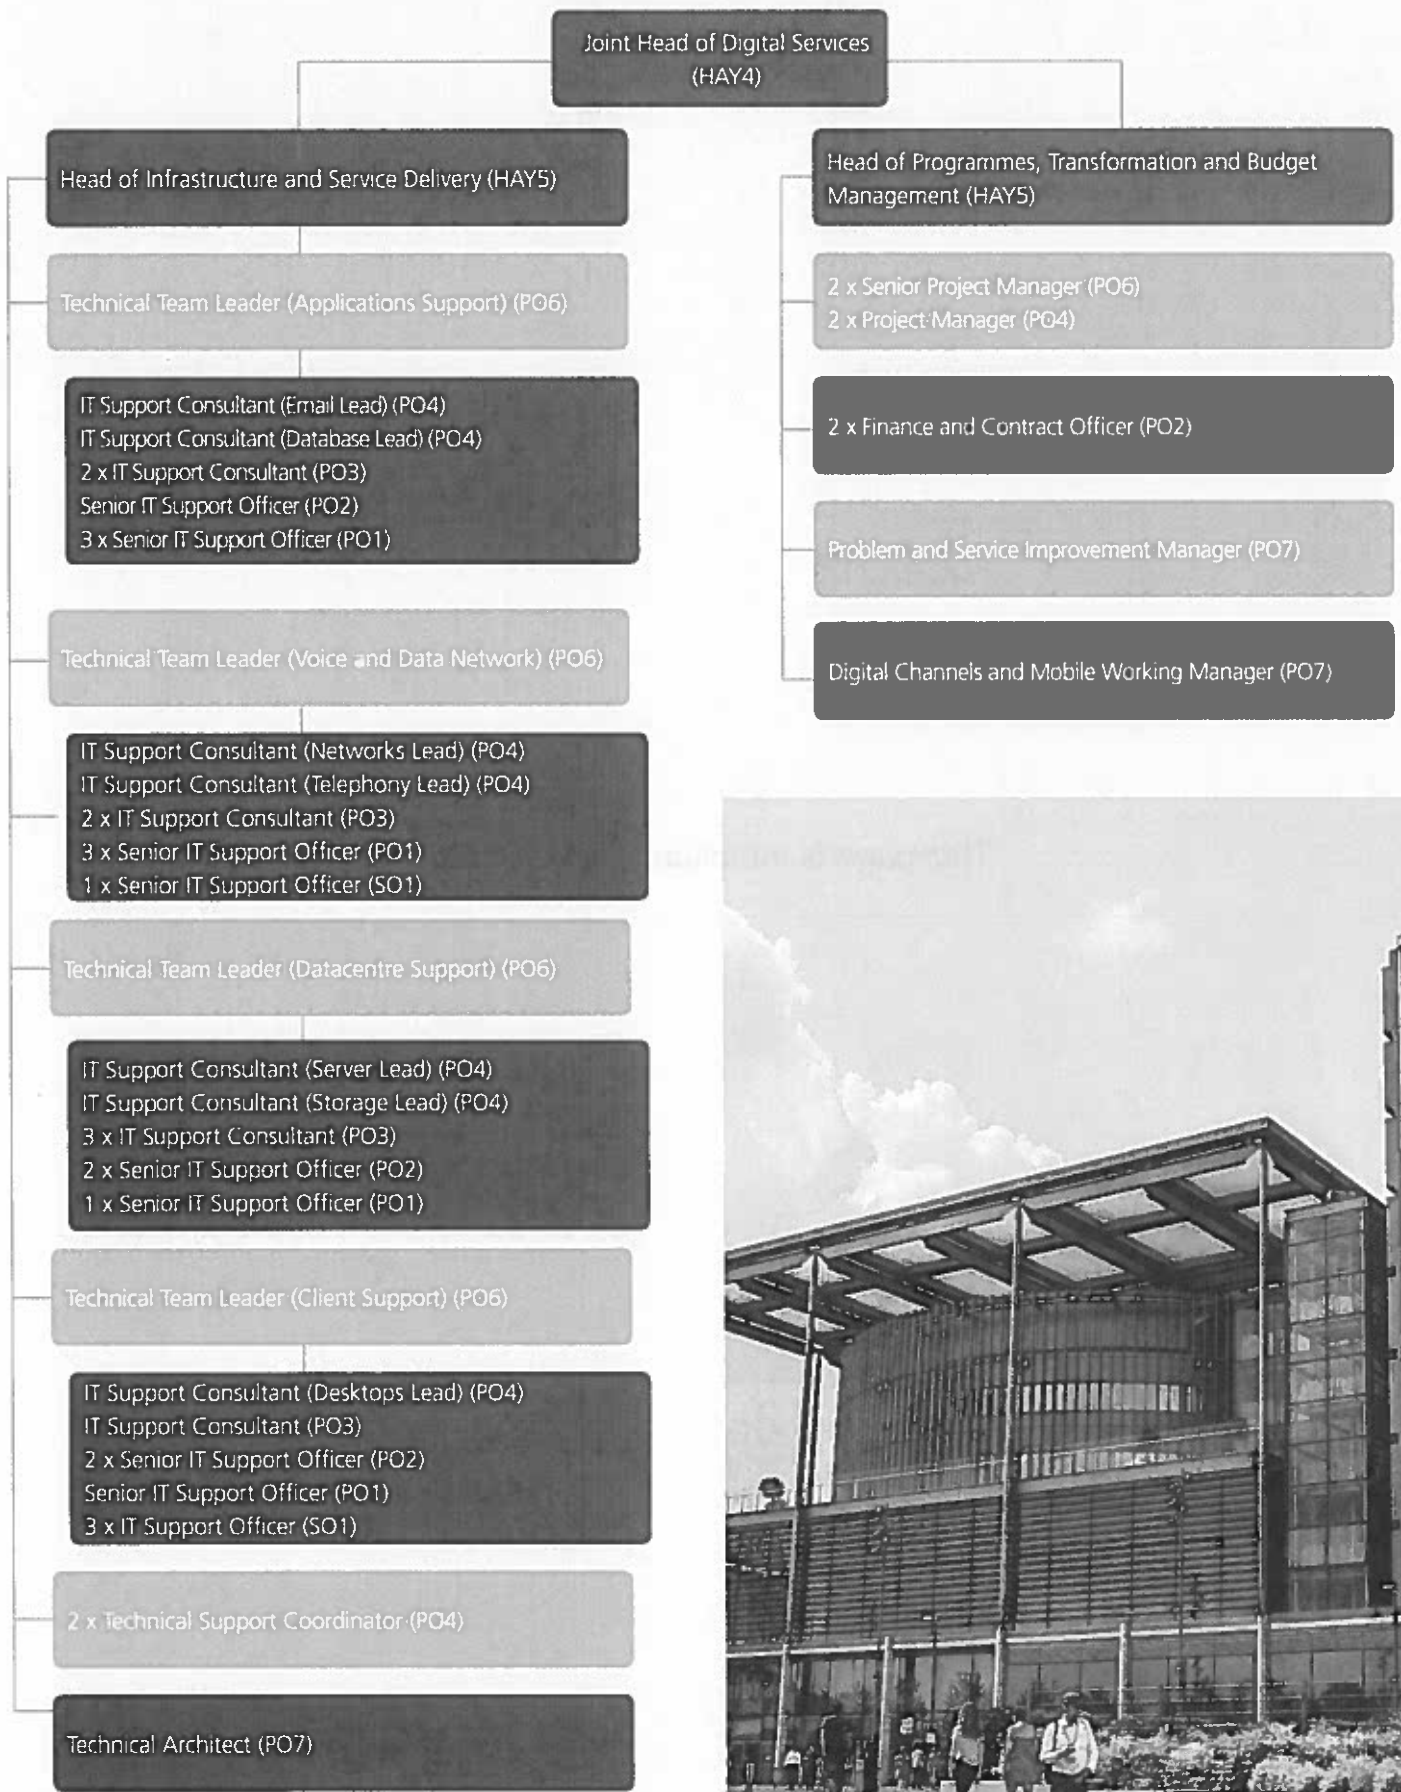 Joint Head of Digital Services
(HAY4)
Head of Infrastructure and Service Delivery (HAY5)
Technical Team Leader (Applications Support) (PO6)
IT Support Consultant (Email Lead) (PO4)
IT Support Consultant (Database Lead) (PO4)
2 x IT Support Consultant (PO3)
Senior IT Support Officer (PO2)
3 x Senior IT Support Officer (PO1)
Technical Team Leader (Voice and Data Network) (PO6)
IT Support Consultant (Networks Lead) (PO4)
IT Support Consultant (Telephony Lead) (PO4)
2 x IT Support Consultant (PO3)
3 x Senior IT Support Officer (PO1)
1 x Senior IT Support Officer (SO1)
Technical Team Leader (Datacentre Support) (PO6)
IT Support Consultant (Server Lead) (PO4)
IT Support Consultant (Storage Lead) (PO4)
3 x IT Support Consultant (PO3)
2 x Senior IT Support Officer (PO2)
1 x Senior IT Support Officer (PO1)
Technical Team Leader (Client Support) (PO6)
IT Support Consultant (Desktops Lead) (PO4)
IT Support Consultant (PO3)
2 x Senior IT Support Officer (PO2)
Senior IT Support Officer (PO1)
3 x IT Support Officer (SO1)
2 x Technical Support Coordinator (PO4)
Technical Architect (PO7)
Head of Programmes, Transformation and Budget
Management (HAY5)
2 x Senior Project Manager (PO6)
2 x Project Manager (PO4)
2 x Finance and Contract Officer (PO2)
Problem and Service Improvement Manager (PO7)
Digital Channels and Mobile Working Manager (PO7)